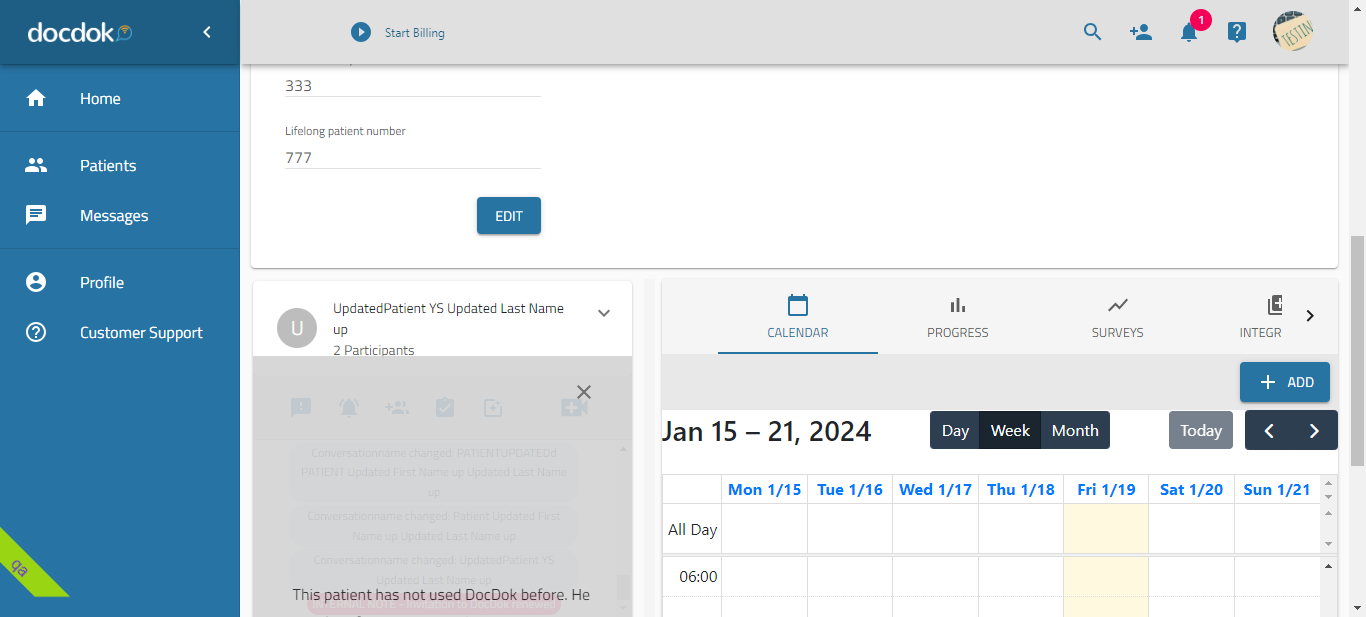 docdok
Start Billing
1
TESTIN
Home
Patients
Messages
Profile
Customer Support
qa
333
Lifelong patient number
777
EDIT
U
UpdatedPatient YS Updated Last Name
up
2 Participants
Conversationname changed: PATIENTUPDATEDd
PATIENT Updated First Name up Updated Last Name
up
Conversationname changed: Patient Updated First
Name up Updated Last Name up
Conversationname changed: UpdatedPatient YS
Updated Last Name up
This patient has not used DocDok before. He
INTERNAL NOTE - Invitation to DocDok renewed
CALENDAR
PROGRESS
SURVEYS
INTEGR
ADD
Jan 15 – 21, 2024
Day Week Month
Today
Mon 1/15 Tue 1/16 Wed 1/17 Thu 1/18 Fri 1/19 Sat 1/20 Sun 1/21
All Day
06:00